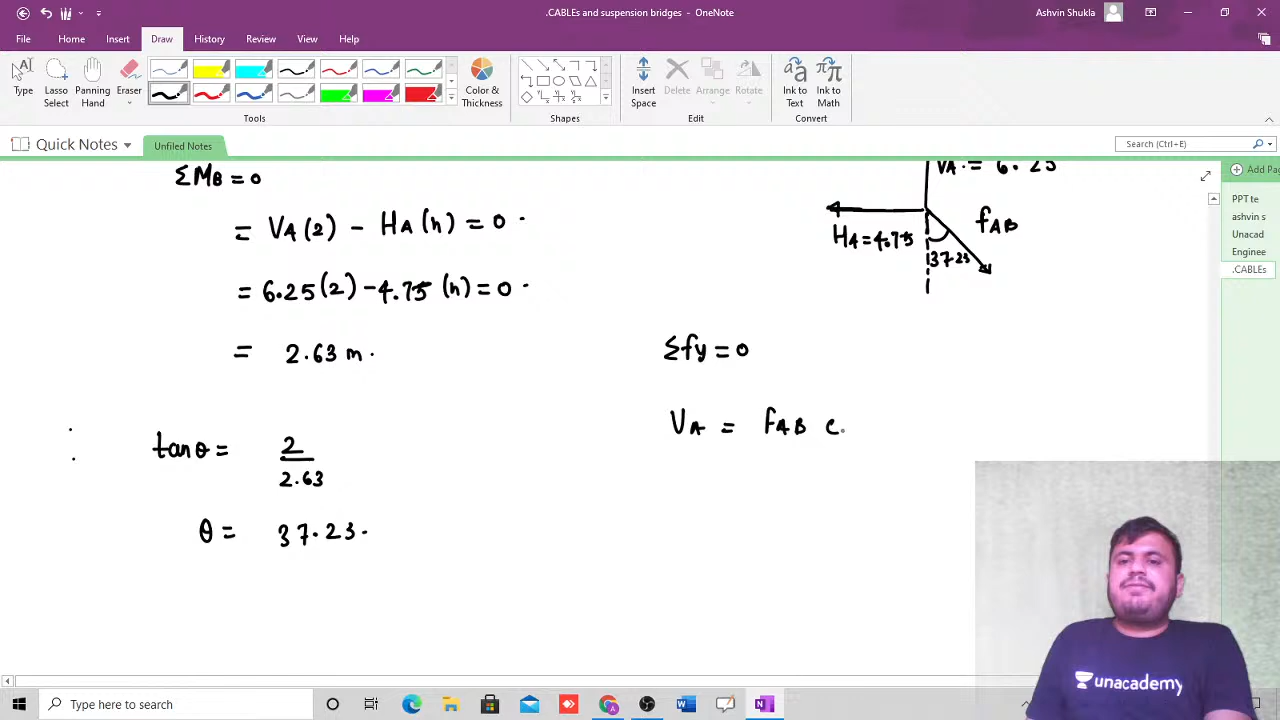 .CABLEs and suspension bridges - OneNote
Ashvin Shukla
File Home Insert Draw History Review View Help
Type
Lasso Select
Panning Hand
Eraser
Color & Thickness
Insert Space
Delete
Arrange
Rotate
Ink to Text
Ink to Math
Tools
Shapes
Edit
Convert
Quick Notes
Unfiled Notes
Search (Ctrl+E)
Add Pag
PPT te
ashvin s
Unacad
Enginee
.CABLEs
ΣMB = 0
= VA(2) - HA(h) = 0
= 6.25(2) - 4.75 (h) = 0
= 2.63 m.
tanθ = 2/2.63
θ = 37.23.
VA = 6.25
HA = 4.75
fAB
37.23
Σfy = 0
VA = FAB c
unacademy
Type here to search